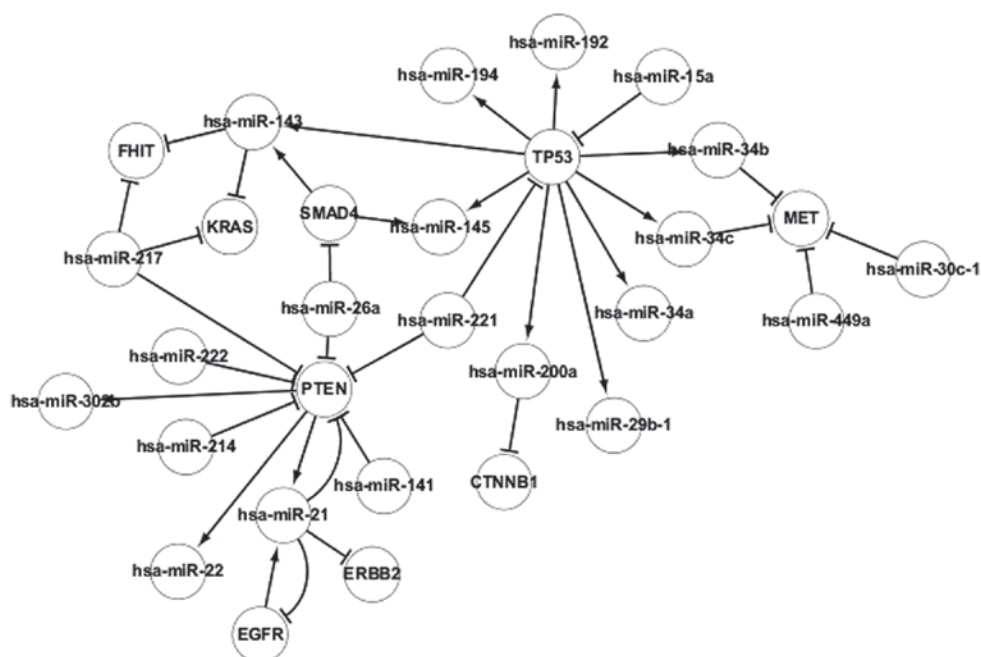 hsa-miR-192
hsa-miR-194
hsa-miR-15a
hsa-miR-143
FHIT
TP53
hsa-miR-34b
KRAS
SMAD4
hsa-miR-145
MET
hsa-miR-34c
hsa-miR-217
hsa-miR-30c-1
hsa-miR-26a
hsa-miR-221
hsa-miR-34a
hsa-miR-449a
hsa-miR-222
hsa-miR-200a
PTEN
hsa-miR-302b
hsa-miR-29b-1
hsa-miR-214
hsa-miR-141
CTNNB1
hsa-miR-21
hsa-miR-22
ERBB2
EGFR